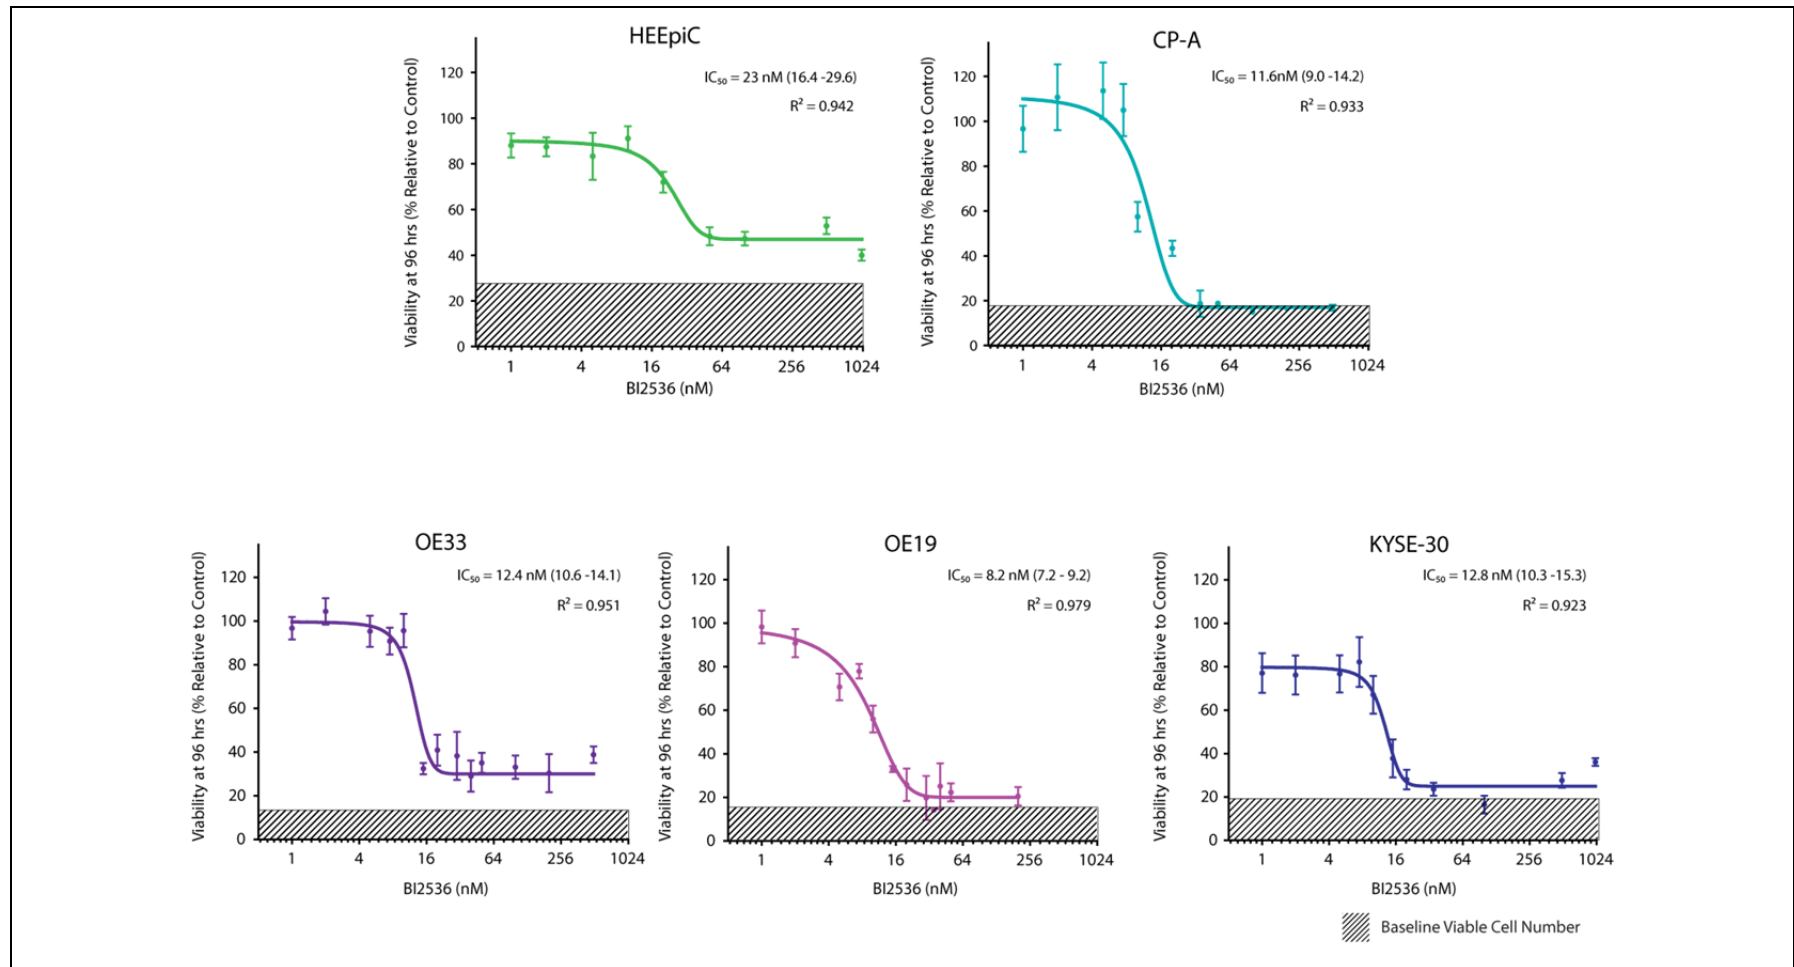 HEEpiC
IC₅₀ = 23 nM (16.4 -29.6)
R² = 0.942
Viability at 96 hrs (% Relative to Control)
120
100
80
60
40
20
0
1 4 16 64 256 1024
BI2536 (nM)
CP-A
IC₅₀ = 11.6nM (9.0 -14.2)
R² = 0.933
Viability at 96 hrs (% Relative to Control)
120
100
80
60
40
20
0
1 4 16 64 256 1024
BI2536 (nM)
OE33
IC₅₀ = 12.4 nM (10.6 -14.1)
R² = 0.951
Viability at 96 hrs (% Relative to Control)
120
100
80
60
40
20
0
1 4 16 64 256 1024
BI2536 (nM)
OE19
IC₅₀ = 8.2 nM (7.2 - 9.2)
R² = 0.979
Viability at 96 hrs (% Relative to Control)
120
100
80
60
40
20
0
1 4 16 64 256 1024
BI2536 (nM)
KYSE-30
IC₅₀ = 12.8 nM (10.3 -15.3)
R² = 0.923
Viability at 96 hrs (% Relative to Control)
120
100
80
60
40
20
0
1 4 16 64 256 1024
BI2536 (nM)
Baseline Viable Cell Number